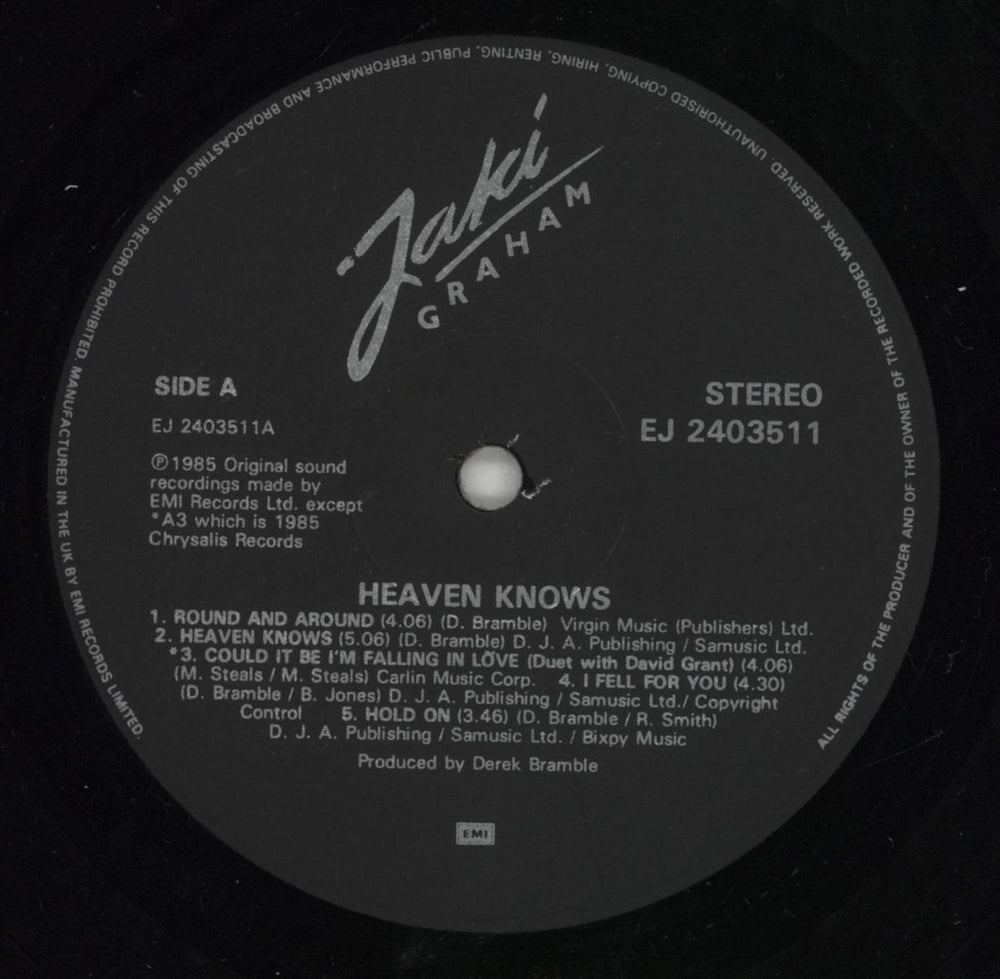 Jaki
GRAHAM
SIDE A
EJ 2403511A
Ⓟ1985 Original sound
recordings made by
EMI Records Ltd. except
*A3 which is 1985
Chrysalis Records
STEREO
EJ 2403511
HEAVEN KNOWS
1. ROUND AND AROUND (4.06) (D. Bramble) Virgin Music (Publishers) Ltd.
2. HEAVEN KNOWS (5.06) (D. Bramble) D. J. A. Publishing / Samusic Ltd.
*3. COULD IT BE I'M FALLING IN LOVE (Duet with David Grant) (4.06)
(M. Steals / M. Steals) Carlin Music Corp. 4. I FELL FOR YOU (4.30)
(D. Bramble / B. Jones) D. J. A. Publishing / Samusic Ltd./ Copyright
Control 5. HOLD ON (3.46) (D. Bramble / R. Smith)
D. J. A. Publishing / Samusic Ltd. / Bixpy Music
Produced by Derek Bramble
EMI
ALL RIGHTS OF THE PRODUCER AND OF THE OWNER OF THE RECORDED WORK RESERVED. UNAUTHORISED COPYING, HIRING, RENTING, PUBLIC PERFORMANCE AND BROADCASTING OF THIS RECORD PROHIBITED. MANUFACTURED IN THE UK BY EMI RECORDS LIMITED.